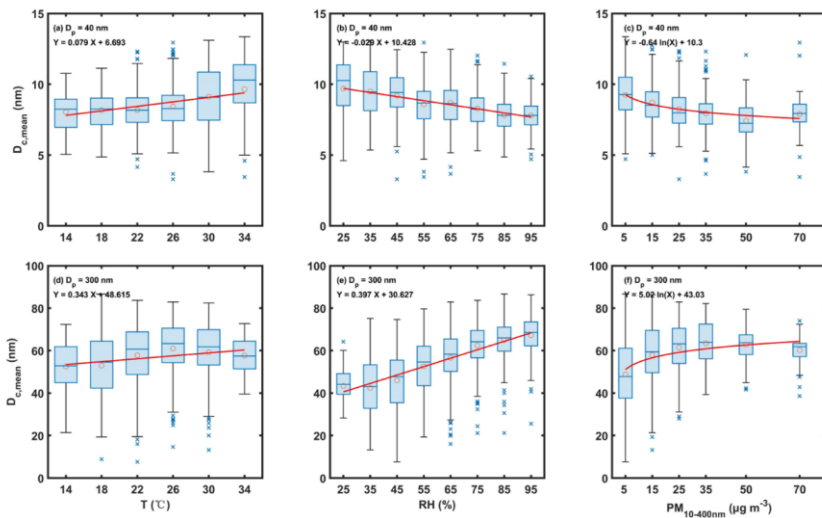 (a) Dp = 40 nm
Y = 0.079 X + 6.693
(b) Dp = 40 nm
Y = -0.029 X + 10.428
(c) Dp = 40 nm
Y = -0.64 ln(X) + 10.3
Dc,mean (nm)
15
10
5
0
14 18 22 26 30 34
15
10
5
0
25 35 45 55 65 75 85 95
15
10
5
0
5 15 25 35 50 70
(d) Dp = 300 nm
Y = 0.343 X + 48.615
(e) Dp = 300 nm
Y = 0.397 X + 30.627
(f) Dp = 300 nm
Y = 5.02 ln(X) + 43.03
Dc,mean (nm)
100
80
60
40
20
0
14 18 22 26 30 34
T (℃)
100
80
60
40
20
0
25 35 45 55 65 75 85 95
RH (%)
100
80
60
40
20
0
5 15 25 35 50 70
PM10-400nm (μg m-3)